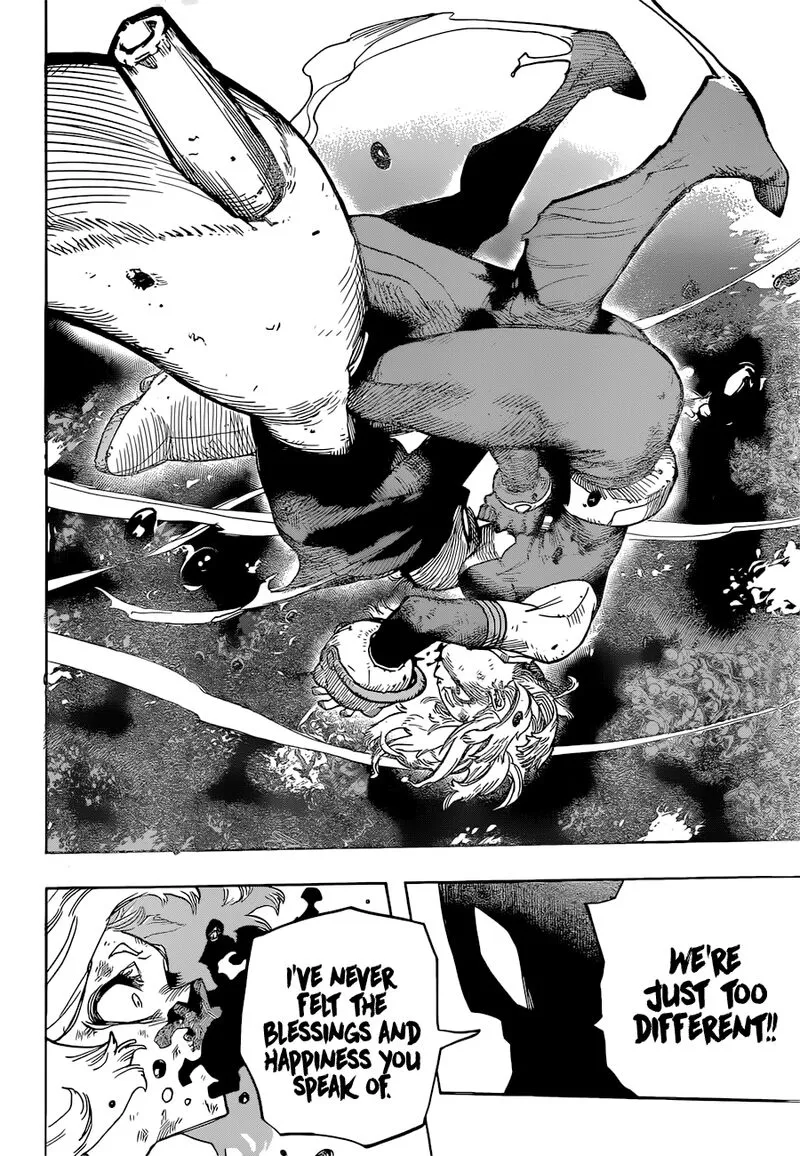 WE'RE
JUST TOO
DIFFERENT!!
I'VE NEVER
FELT THE
BLESSINGS AND
HAPPINESS YOU
SPEAK OF.